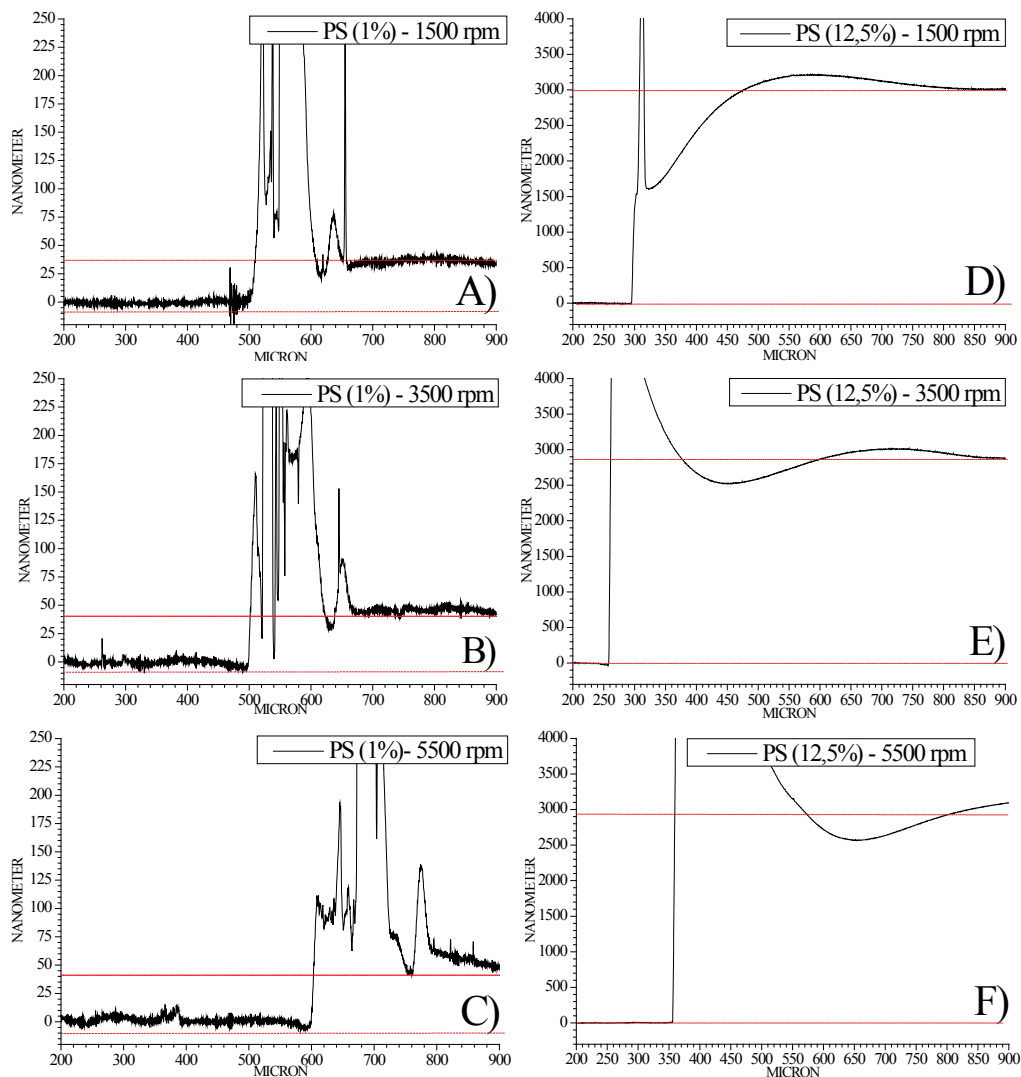 PS (1%) - 1500 rpm
NANOMETER
250
225
200
175
150
125
100
75
50
25
0
A)
200 300 400 500 600 700 800 900
MICRON
PS (12,5%) - 1500 rpm
NANOMETER
4000
3500
3000
2500
2000
1500
1000
500
0
D)
200 250 300 350 400 450 500 550 600 650 700 750 800 850 900
MICRON
PS (1%) - 3500 rpm
NANOMETER
250
225
200
175
150
125
100
75
50
25
0
B)
200 300 400 500 600 700 800 900
MICRON
PS (12,5%) - 3500 rpm
NANOMETER
4000
3500
3000
2500
2000
1500
1000
500
0
E)
200 250 300 350 400 450 500 550 600 650 700 750 800 850 900
MICRON
PS (1%)- 5500 rpm
NANOMETER
250
225
200
175
150
125
100
75
50
25
0
C)
200 300 400 500 600 700 800 900
MICRON
PS (12,5%) - 5500 rpm
NANOMETER
4000
3500
3000
2500
2000
1500
1000
500
0
F)
200 250 300 350 400 450 500 550 600 650 700 750 800 850 900
MICRON